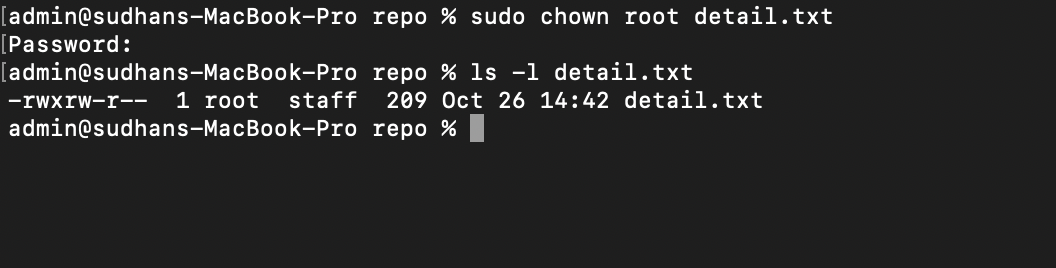 [admin@sudhans-MacBook-Pro repo % sudo chown root detail.txt
[Password:
[admin@sudhans-MacBook-Pro repo % ls -l detail.txt
-rwxrw-r--  1 root  staff  209 Oct 26 14:42 detail.txt
admin@sudhans-MacBook-Pro repo %